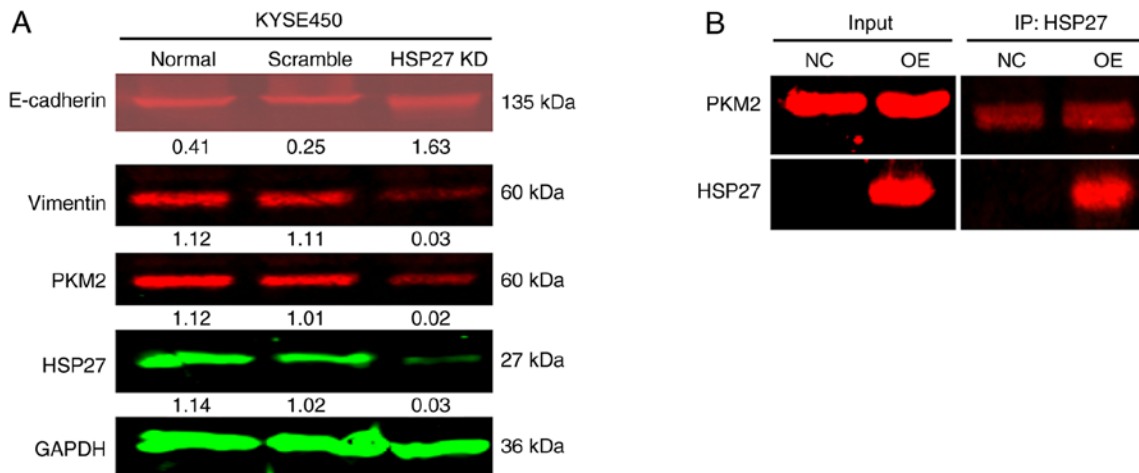 A
KYSE450
Normal Scramble HSP27 KD
E-cadherin 135 kDa
0.41 0.25 1.63
Vimentin 60 kDa
1.12 1.11 0.03
PKM2 60 kDa
1.12 1.01 0.02
HSP27 27 kDa
1.14 1.02 0.03
GAPDH 36 kDa
B
Input IP: HSP27
NC OE NC OE
PKM2
HSP27